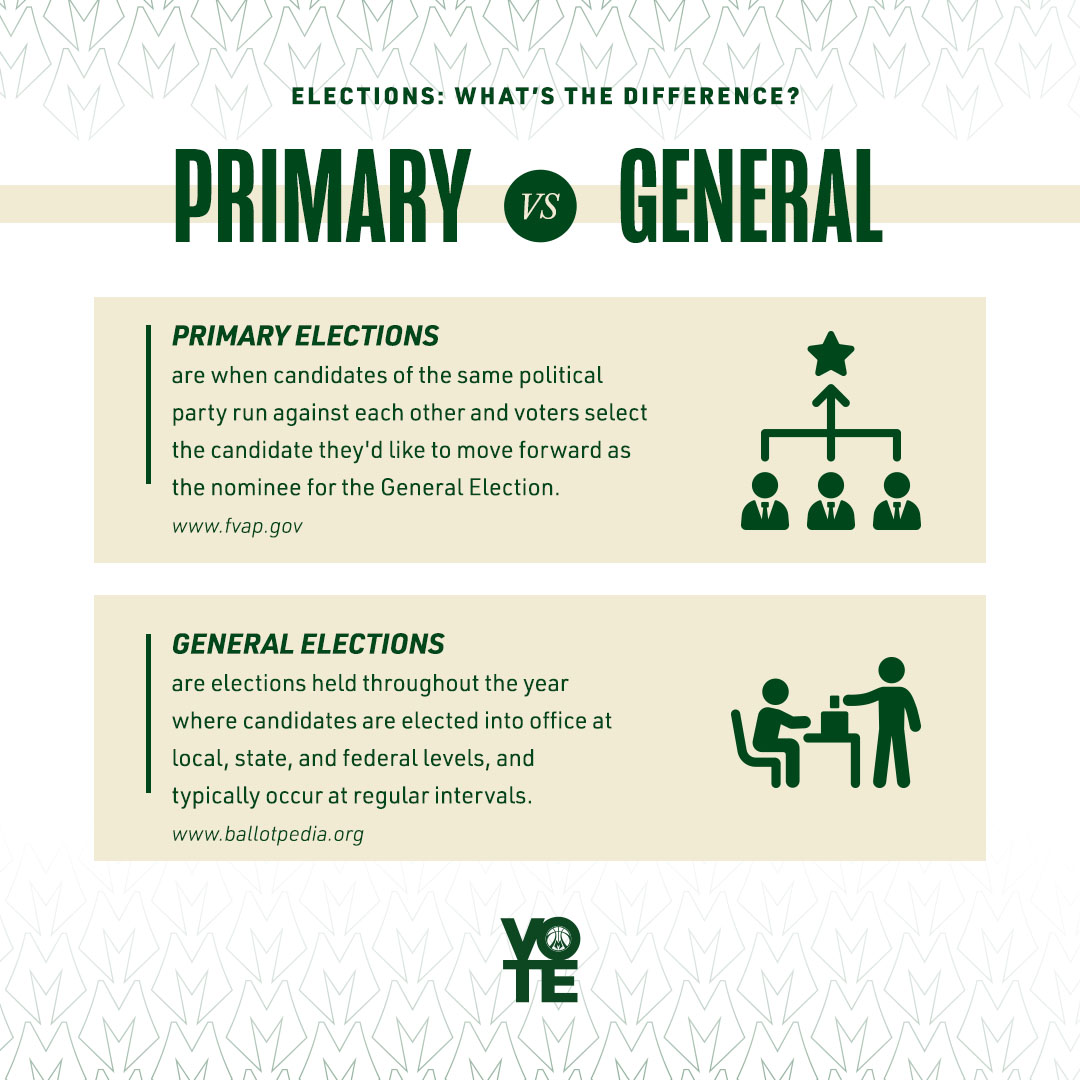 ELECTIONS: WHAT'S THE DIFFERENCE?
PRIMARY VS GENERAL
PRIMARY ELECTIONS
are when candidates of the same political
party run against each other and voters select
the candidate they'd like to move forward as
the nominee for the General Election.
www.fvap.gov
GENERAL ELECTIONS
are elections held throughout the year
where candidates are elected into office at
local, state, and federal levels, and
typically occur at regular intervals.
www.ballotpedia.org
VO
TE